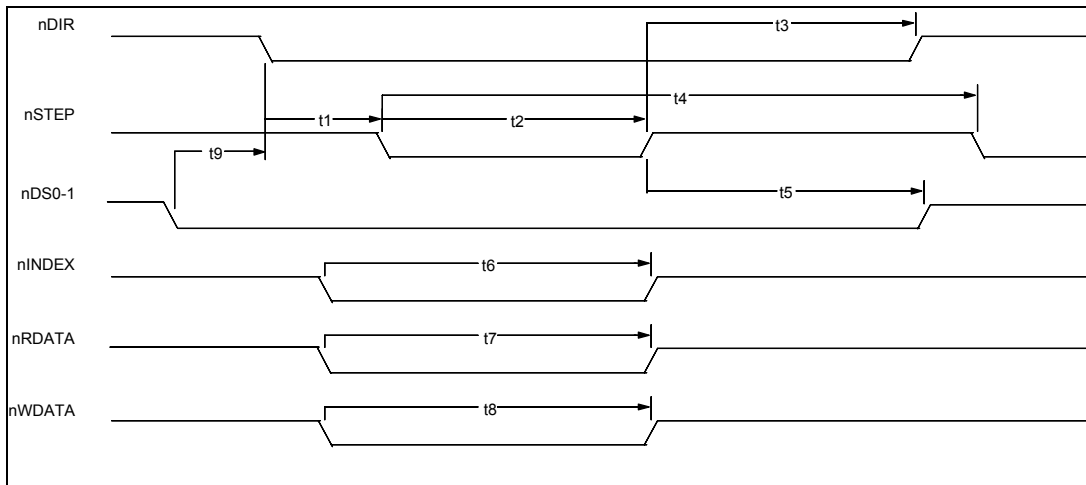 nDIR
t3
t4
nSTEP
t1
t2
t9
nDS0-1
t5
nINDEX
t6
nRDATA
t7
nWDATA
t8